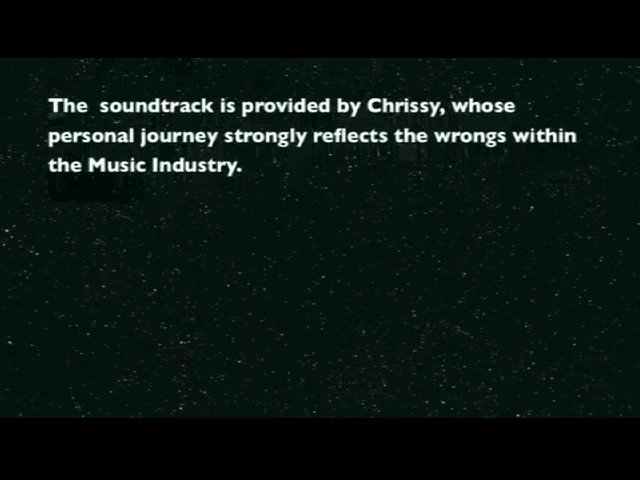 The  soundtrack is provided by Chrissy, whose
personal journey strongly reflects the wrongs within
the Music Industry.